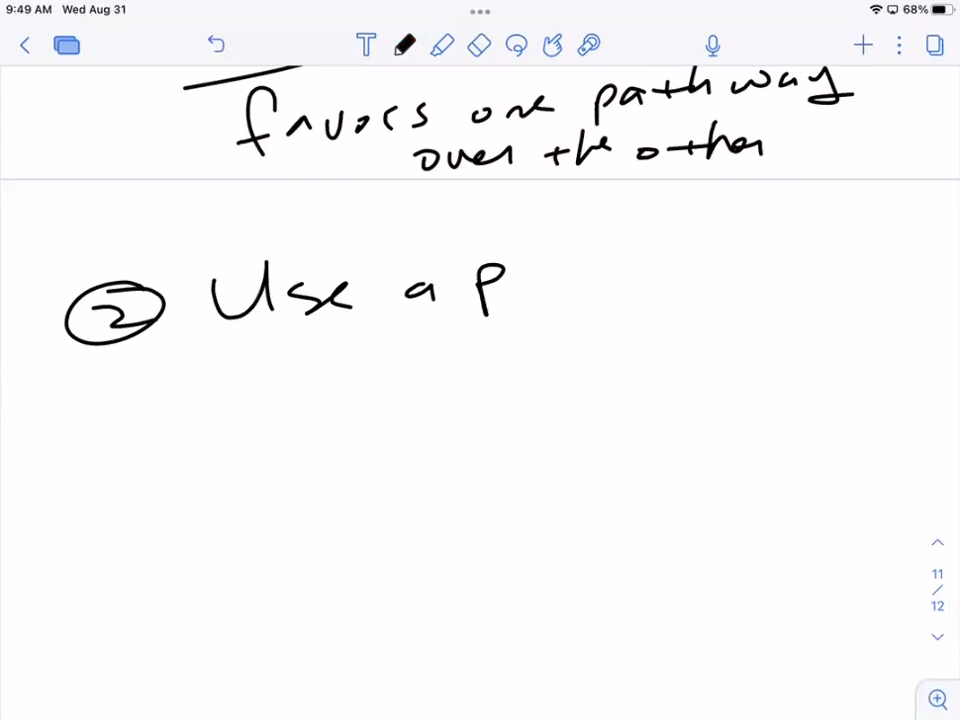 9:49 AM Wed Aug 31
68%
T
favors one pathway
over the other
② Use a P
11
/
12